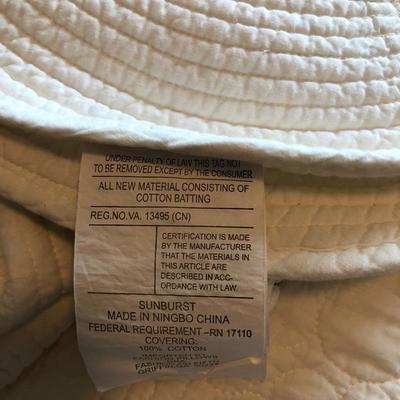 UNDER PENALTY OF LAW THIS TAG NOT
TO BE REMOVED EXCEPT BY THE CONSUMER
ALL NEW MATERIAL CONSISTING OF
COTTON BATTING
REG.NO.VA. 13495 (CN)
CERTIFICATION IS MADE
BY THE MANUFACTURER
THAT THE MATERIALS IN
THIS ARTICLE ARE
DESCRIBED IN ACC-
ORDANCE WITH LAW.
SUNBURST
MADE IN NINGBO CHINA
FEDERAL REQUIREMENT –RN 17110
COVERING:
100% COTTON